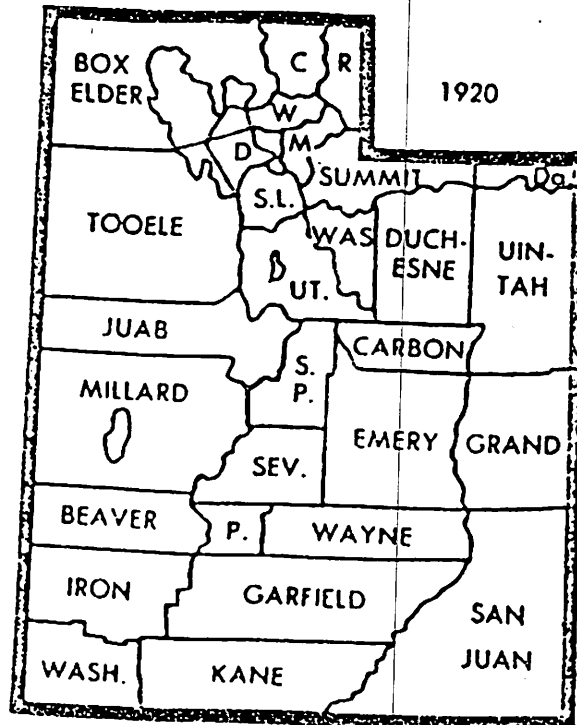 BOX
ELDER
C R
1920
W
D M
SUMMIT Da.
S.L.
TOOELE
WAS DUCH-
ESNE
UIN-
TAH
UT.
JUAB
CARBON
S.
P.
MILLARD
EMERY GRAND
SEV.
BEAVER
P. WAYNE
IRON
GARFIELD
SAN
JUAN
WASH. KANE